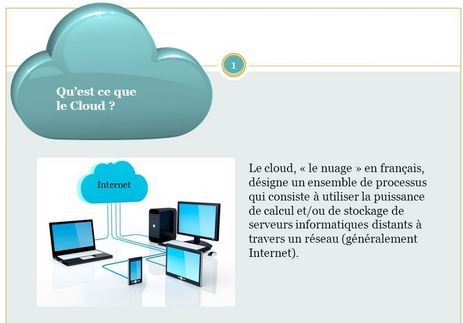 1
Qu’est ce que
le Cloud ?
Internet
Le cloud, « le nuage » en français,
désigne un ensemble de processus
qui consiste à utiliser la puissance
de calcul et/ou de stockage de
serveurs informatiques distants à
travers un réseau (généralement
Internet).